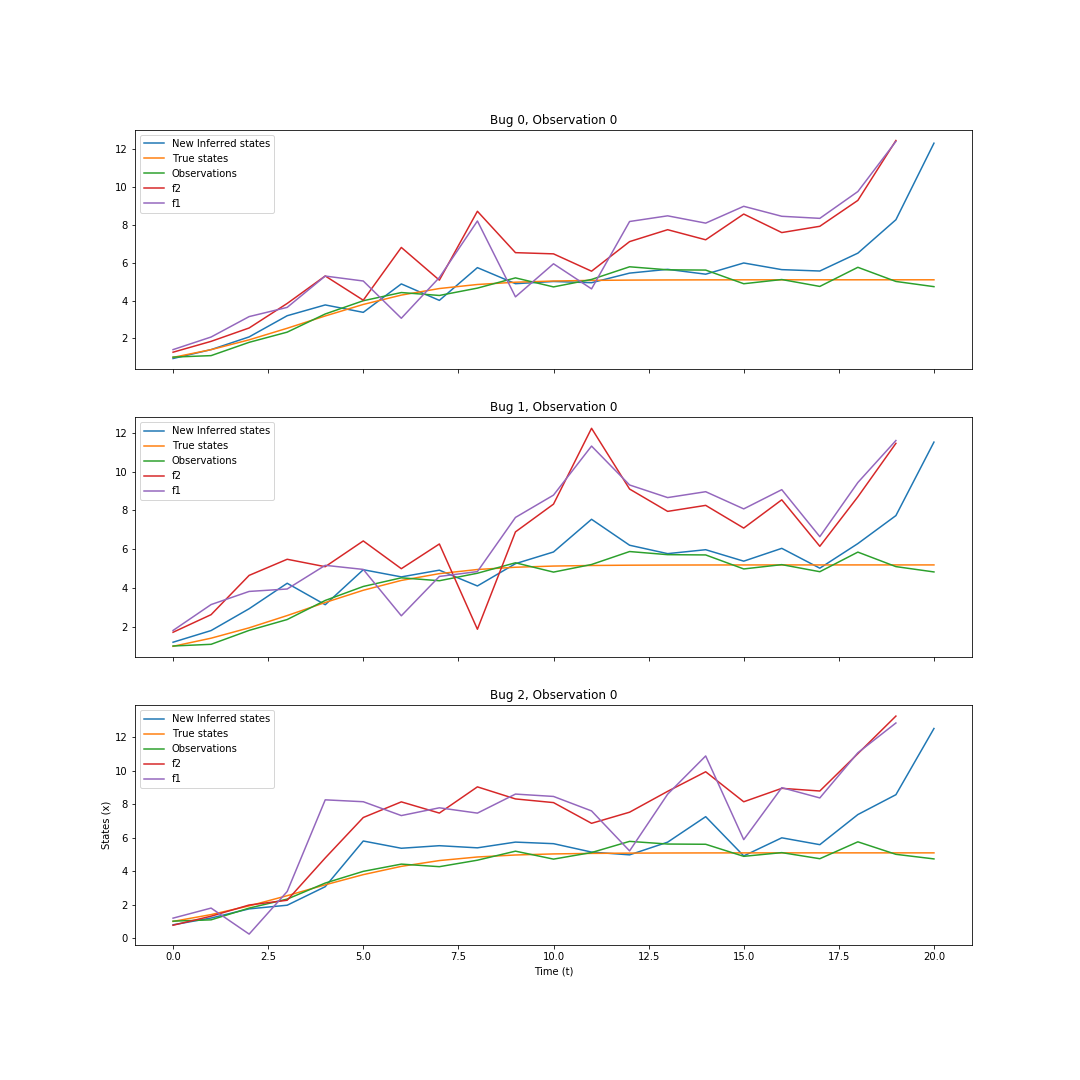 Bug 0, Observation 0
12
10
8
6
4
2
New Inferred states
True states
Observations
f2
f1
Bug 1, Observation 0
12
10
8
6
4
2
New Inferred states
True states
Observations
f2
f1
Bug 2, Observation 0
States (x)
12
10
8
6
4
2
0
New Inferred states
True states
Observations
f2
f1
0.0 2.5 5.0 7.5 10.0 12.5 15.0 17.5 20.0
Time (t)